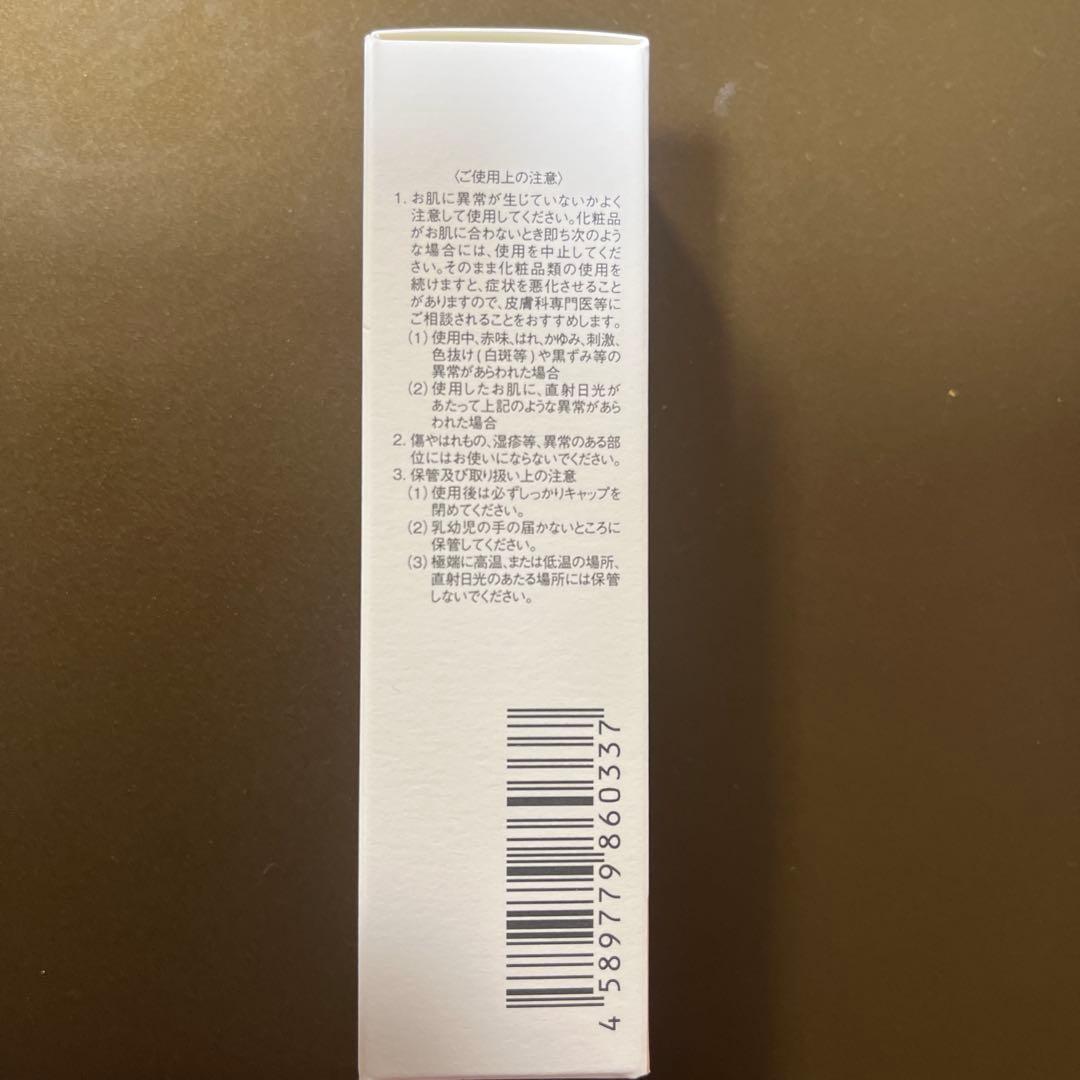 〈ご使用上の注意〉
1. お肌に異常が生じていないかよく
注意して使用してください。化粧品
がお肌に合わないとき即ち次のよう
な場合には、使用を中止してくだ
さい。そのまま化粧品類の使用を
続けますと、症状を悪化させること
がありますので、皮膚科専門医等に
ご相談されることをおすすめします。
(1) 使用中、赤味、はれ、かゆみ、刺激、
色抜け(白斑等)や黒ずみ等の
異常があらわれた場合
(2) 使用したお肌に、直射日光が
あたって上記のような異常があら
われた場合
2. 傷やはれもの、湿疹等、異常のある部
位にはお使いにならないでください。
3. 保管及び取り扱い上の注意
(1) 使用後は必ずしっかりキャップを
閉めてください。
(2) 乳幼児の手の届かないところに
保管してください。
(3) 極端に高温、または低温の場所、
直射日光のあたる場所には保管
しないでください。
4 589779 860337